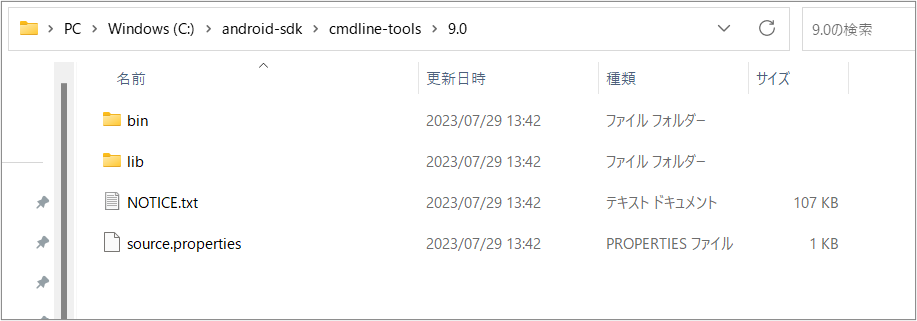 PC > Windows (C:) > android-sdk > cmdline-tools > 9.0 9.0の検索
名前 更新日時 種類 サイズ
bin 2023/07/29 13:42 ファイル フォルダー
lib 2023/07/29 13:42 ファイル フォルダー
NOTICE.txt 2023/07/29 13:42 テキスト ドキュメント 107 KB
source.properties 2023/07/29 13:42 PROPERTIES ファイル 1 KB